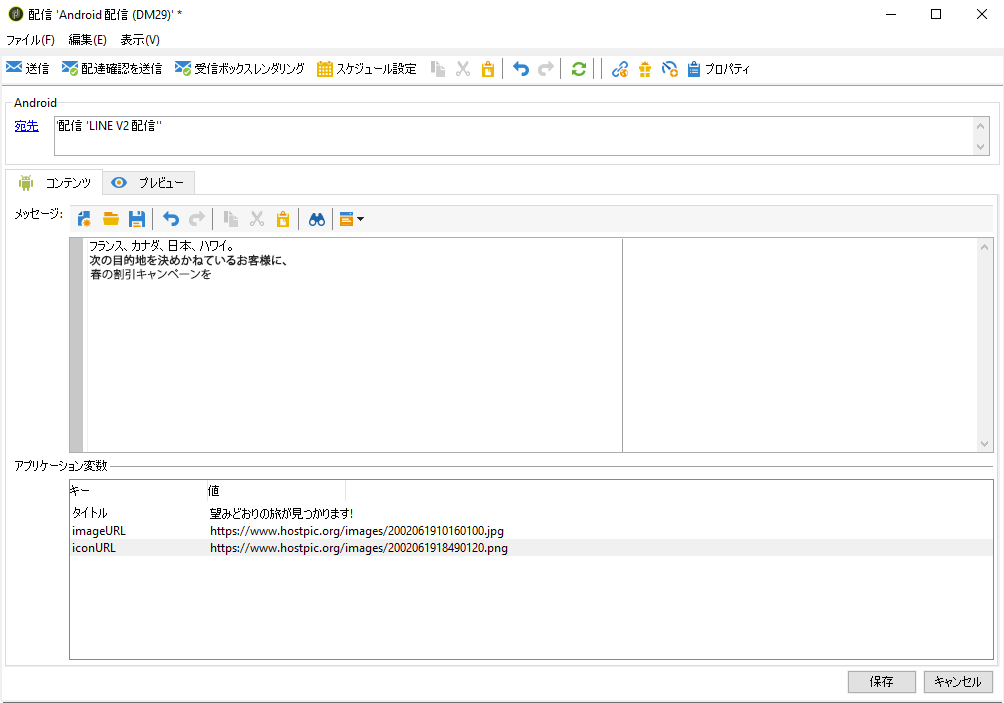 配信 'Android 配信 (DM29)' *
ファイル(F) 編集(E) 表示(V)
送信 配達確認を送信 受信ボックスレンダリング スケジュール設定 プロパティ
Android
宛先 '配信 'LINE V2 配信''
コンテンツ プレビュー
メッセージ:
フランス、カナダ、日本、ハワイ。
次の目的地を決めかねているお客様に、
春の割引キャンペーンを
アプリケーション変数
キー 値
タイトル 望みどおりの旅が見つかります!
imageURL https://www.hostpic.org/images/2002061910160100.jpg
iconURL https://www.hostpic.org/images/2002061918490120.png
保存 キャンセル